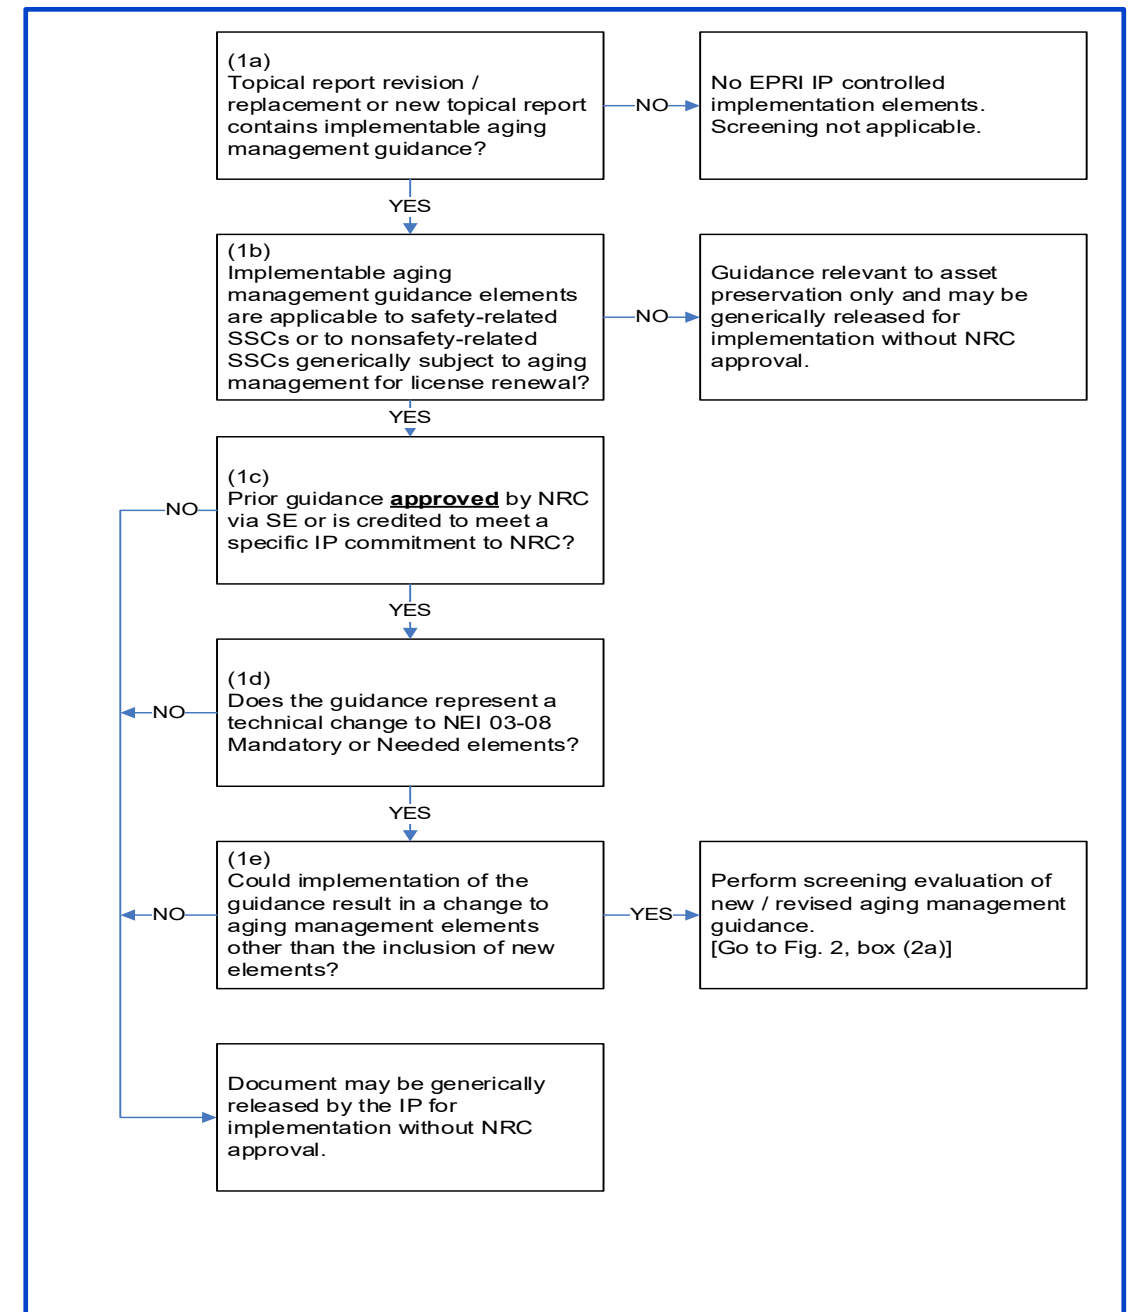 (1a)
Topical report revision /
replacement or new topical report
contains implementable aging
management guidance?
NO
No EPRI IP controlled
implementation elements.
Screening not applicable.
YES
(1b)
Implementable aging
management guidance elements
are applicable to safety-related
SSCs or to nonsafety-related
SSCs generically subject to aging
management for license renewal?
NO
Guidance relevant to asset
preservation only and may be
generically released for
implementation without NRC
approval.
YES
(1c)
Prior guidance approved by NRC
via SE or is credited to meet a
specific IP commitment to NRC?
NO
YES
(1d)
Does the guidance represent a
technical change to NEI 03-08
Mandatory or Needed elements?
NO
YES
(1e)
Could implementation of the
guidance result in a change to
aging management elements
other than the inclusion of new
elements?
NO
YES
Perform screening evaluation of
new / revised aging management
guidance.
[Go to Fig. 2, box (2a)]
Document may be generically
released by the IP for
implementation without NRC
approval.